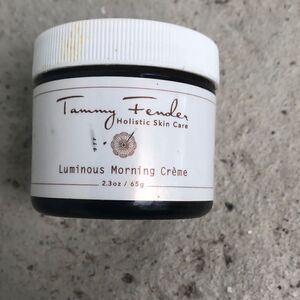 Tammy Fender
Holistic Skin Care
Luminous Morning Crème
2.3oz / 65g